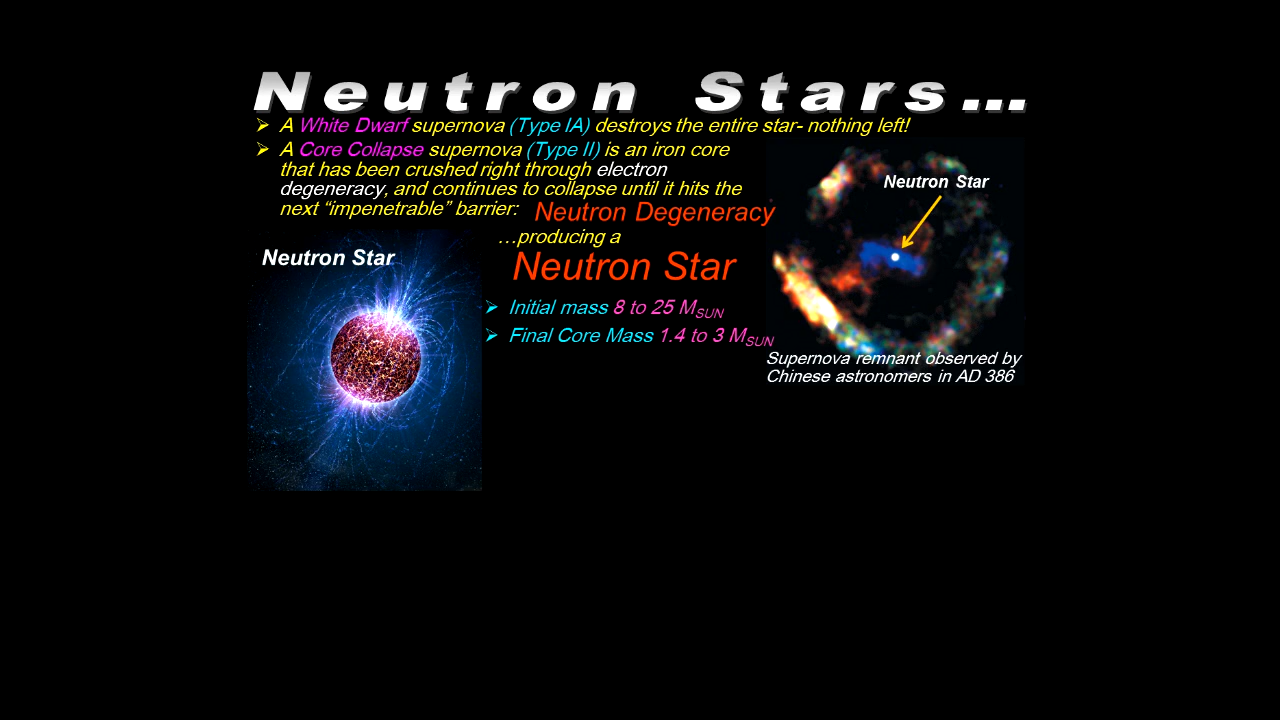 Neutron Stars…
➢ A White Dwarf supernova (Type IA) destroys the entire star- nothing left!
➢ A Core Collapse supernova (Type II) is an iron core
that has been crushed right through electron
degeneracy, and continues to collapse until it hits the
next “impenetrable” barrier: Neutron Degeneracy
…producing a
Neutron Star
➢ Initial mass 8 to 25 MSUN
➢ Final Core Mass 1.4 to 3 MSUN
Neutron Star
Neutron Star
Supernova remnant observed by
Chinese astronomers in AD 386